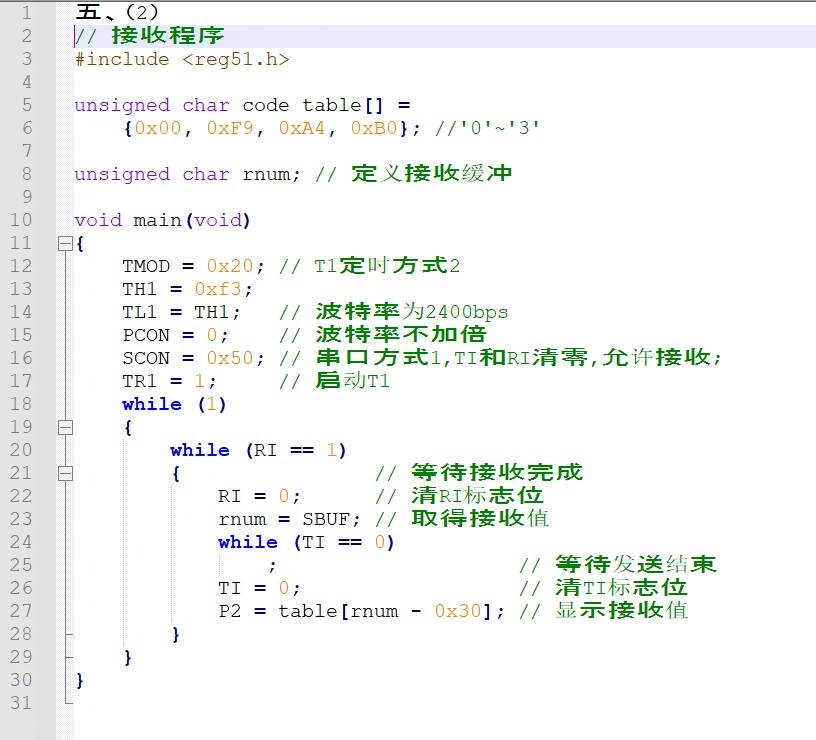 1 五、(2)
2 // 接收程序
3 #include <reg51.h>
4
5 unsigned char code table[] =
6     {0x00, 0xF9, 0xA4, 0xB0}; //'0'~'3'
7
8 unsigned char rnum; // 定义接收缓冲
9
10 void main(void)
11 {
12     TMOD = 0x20; // T1定时方式2
13     TH1 = 0xf3;
14     TL1 = TH1;   // 波特率为2400bps
15     PCON = 0;    // 波特率不加倍
16     SCON = 0x50; // 串口方式1,TI和RI清零,允许接收;
17     TR1 = 1;     // 启动T1
18     while (1)
19     {
20         while (RI == 1)
21         {                // 等待接收完成
22             RI = 0;      // 清RI标志位
23             rnum = SBUF; // 取得接收值
24             while (TI == 0)
25                 ;                    // 等待发送结束
26             TI = 0;                  // 清TI标志位
27             P2 = table[rnum - 0x30]; // 显示接收值
28         }
29     }
30 }
31